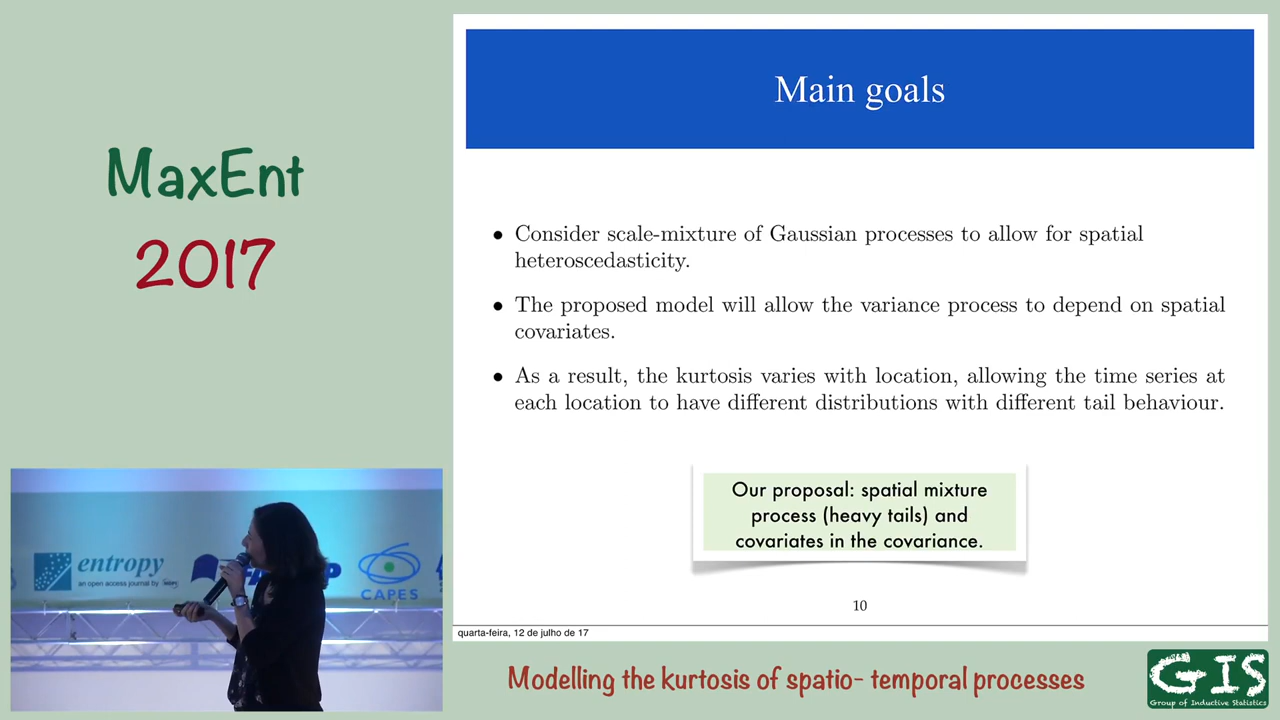 MaxEnt
2017
Main goals
• Consider scale-mixture of Gaussian processes to allow for spatial
heteroscedasticity.
• The proposed model will allow the variance process to depend on spatial
covariates.
• As a result, the kurtosis varies with location, allowing the time series at
each location to have different distributions with different tail behaviour.
Our proposal: spatial mixture
process (heavy tails) and
covariates in the covariance.
10
quarta-feira, 12 de julho de 17
entropy
an open access journal by
CAPES
Modelling the kurtosis of spatio- temporal processes
GIS
Group of Inductive Statistics